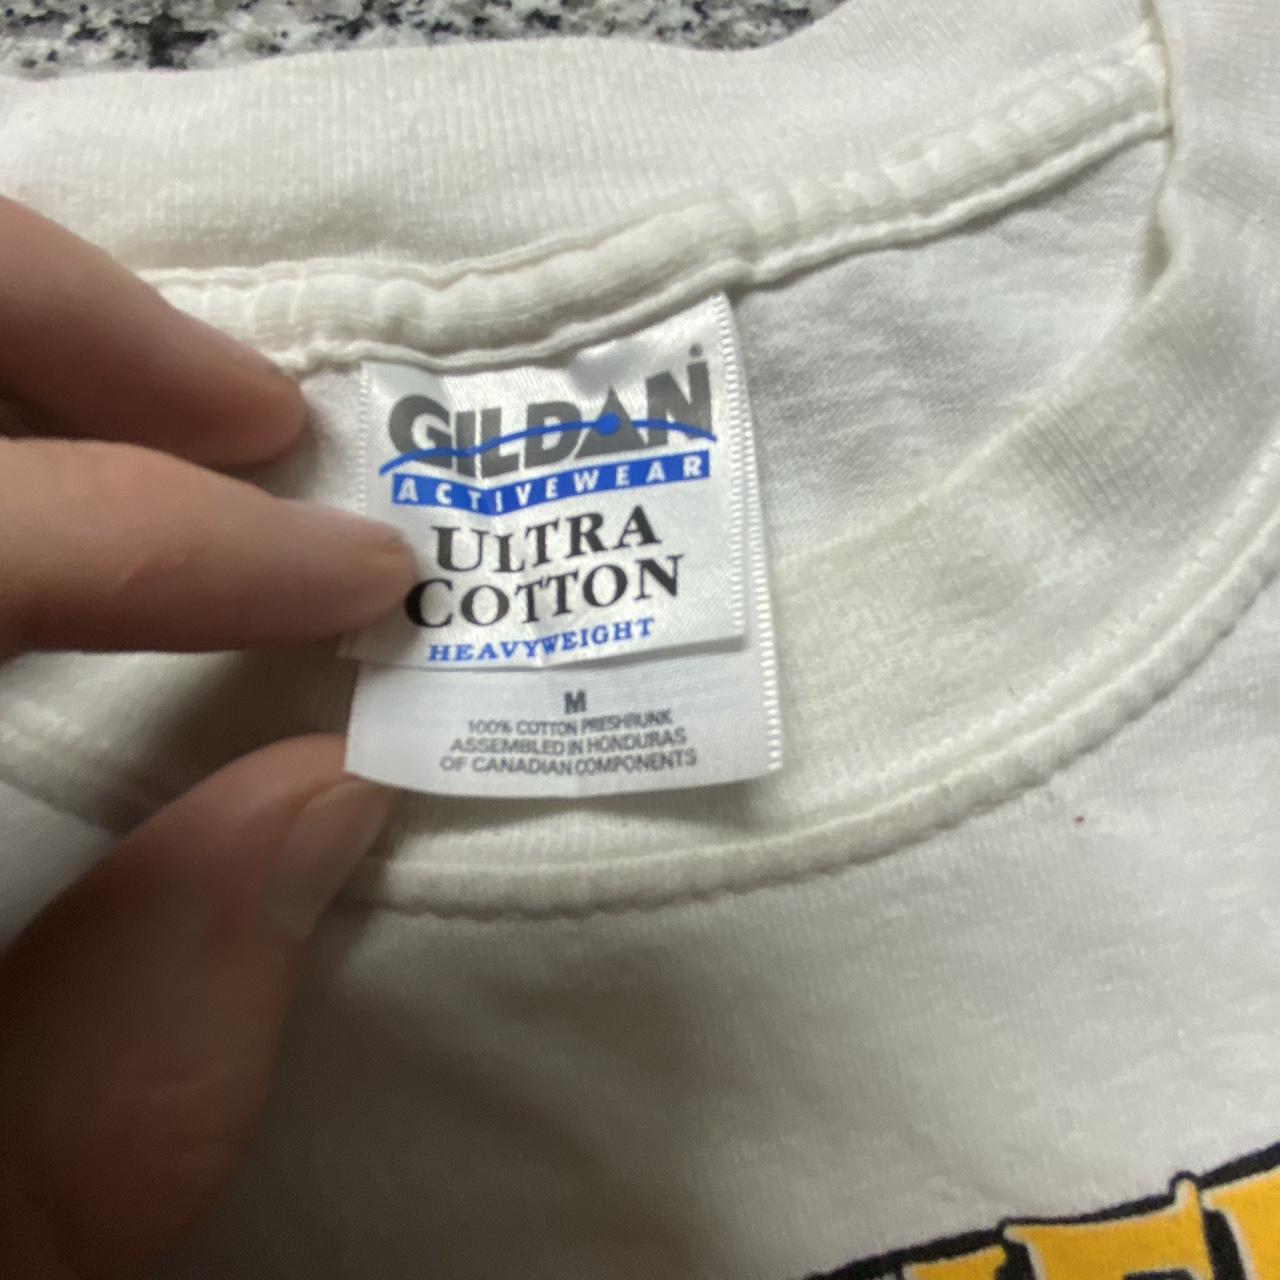 GILDAN
ACTIVEWEAR
ULTRA
COTTON
HEAVYWEIGHT
M
100% COTTON PRESHRUNK
ASSEMBLED IN HONDURAS
OF CANADIAN COMPONENTS